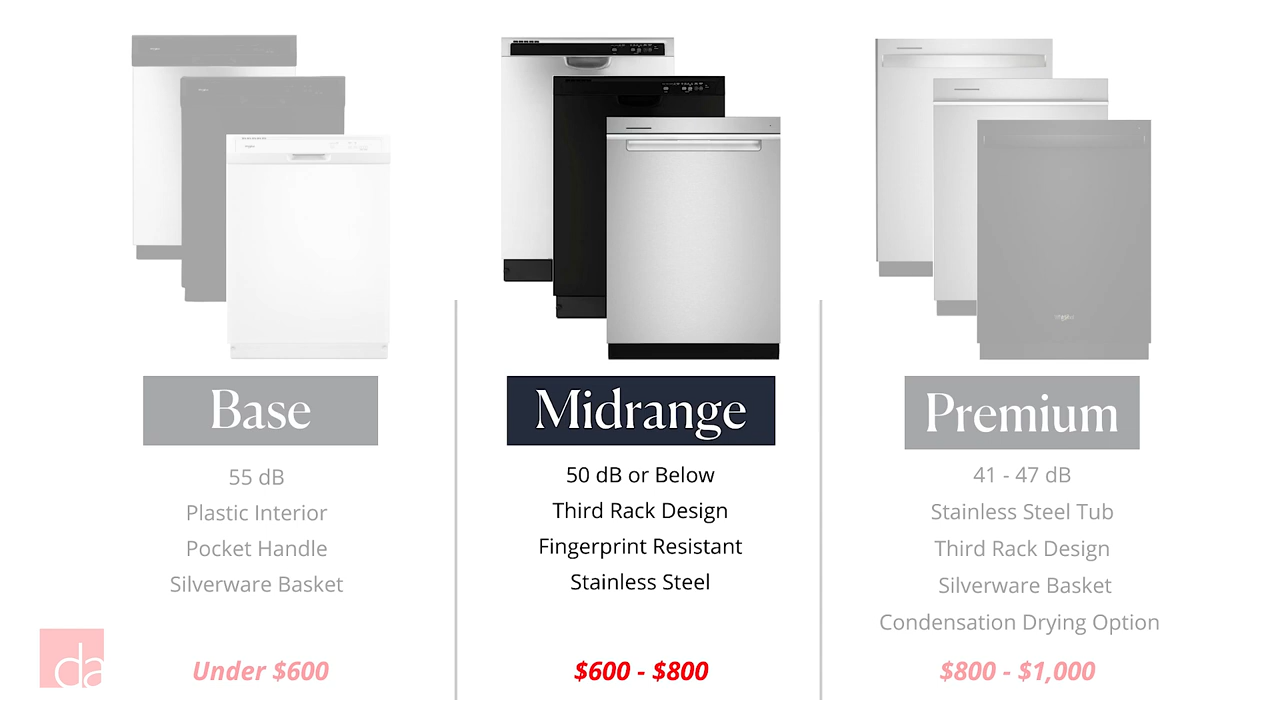 Base
55 dB
Plastic Interior
Pocket Handle
Silverware Basket
Under $600
Midrange
50 dB or Below
Third Rack Design
Fingerprint Resistant
Stainless Steel
$600 - $800
Premium
41 - 47 dB
Stainless Steel Tub
Third Rack Design
Silverware Basket
Condensation Drying Option
$800 - $1,000
da